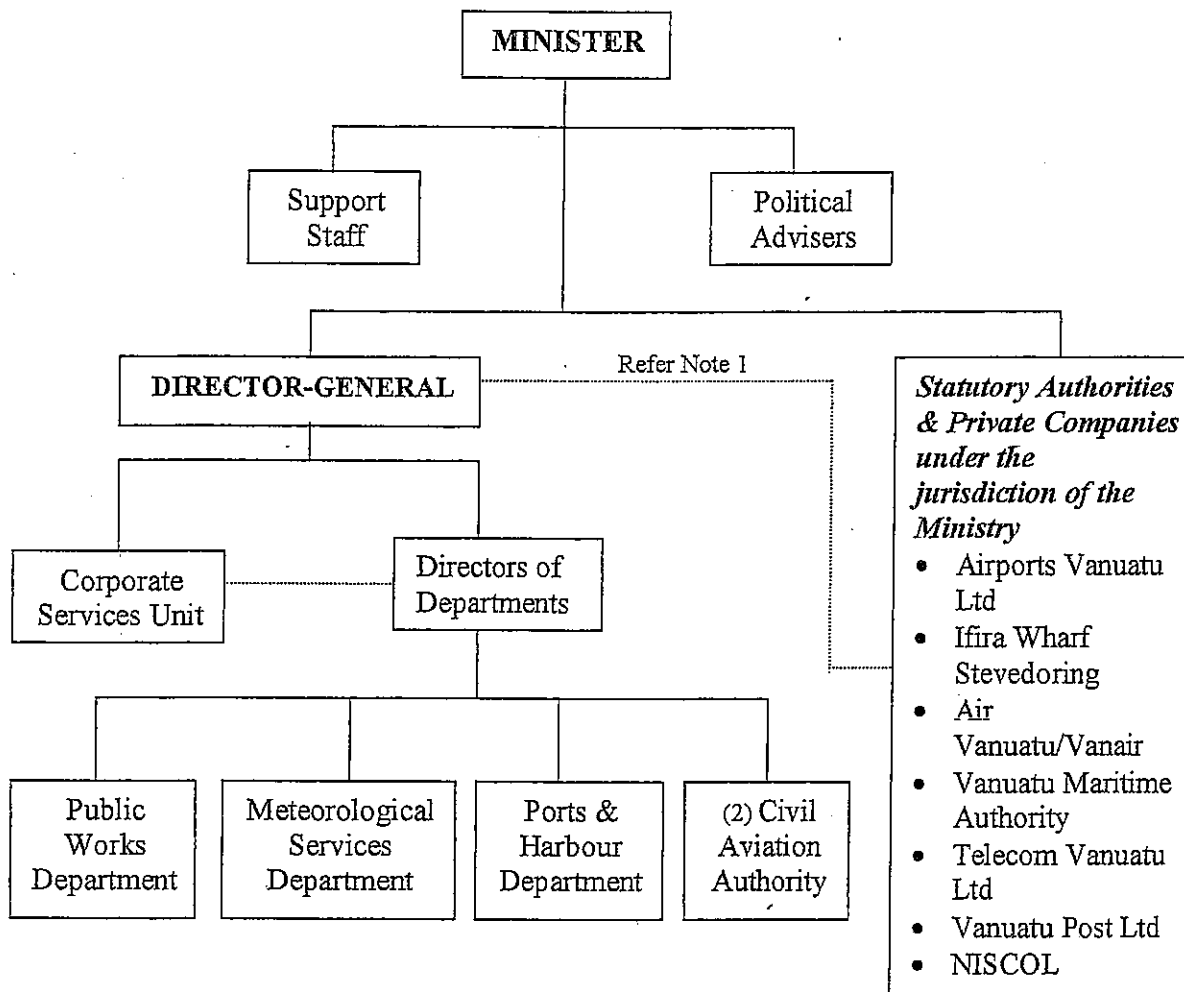 MINISTER
Support
Staff
Political
Advisers
DIRECTOR-GENERAL
Refer Note 1
Statutory Authorities
& Private Companies
under the
jurisdiction of the
Ministry
• Airports Vanuatu
Ltd
• Ifira Wharf
Stevedoring
• Air
Vanuatu/Vanair
• Vanuatu Maritime
Authority
• Telecom Vanuatu
Ltd
• Vanuatu Post Ltd
• NISCOL
Corporate
Services Unit
Directors of
Departments
Public
Works
Department
Meteorological
Services
Department
Ports &
Harbour
Department
(2) Civil
Aviation
Authority